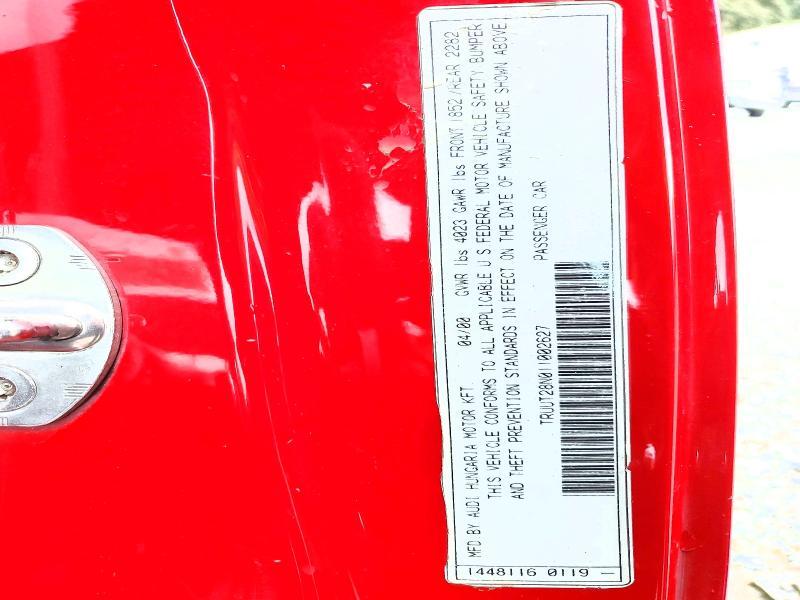 MFD BY AUDI HUNGARIA MOTOR KFT. 04/00 GVWR lbs 4023 GAWR lbs FRONT 1852/REAR 2282
THIS VEHICLE CONFORMS TO ALL APPLICABLE U S FEDERAL MOTOR VEHICLE SAFETY BUMPER
AND THEFT PREVENTION STANDARDS IN EFFECT ON THE DATE OF MANUFACTURE SHOWN ABOVE.
TRUUT28N011002627 PASSENGER CAR
1448116 0119 –